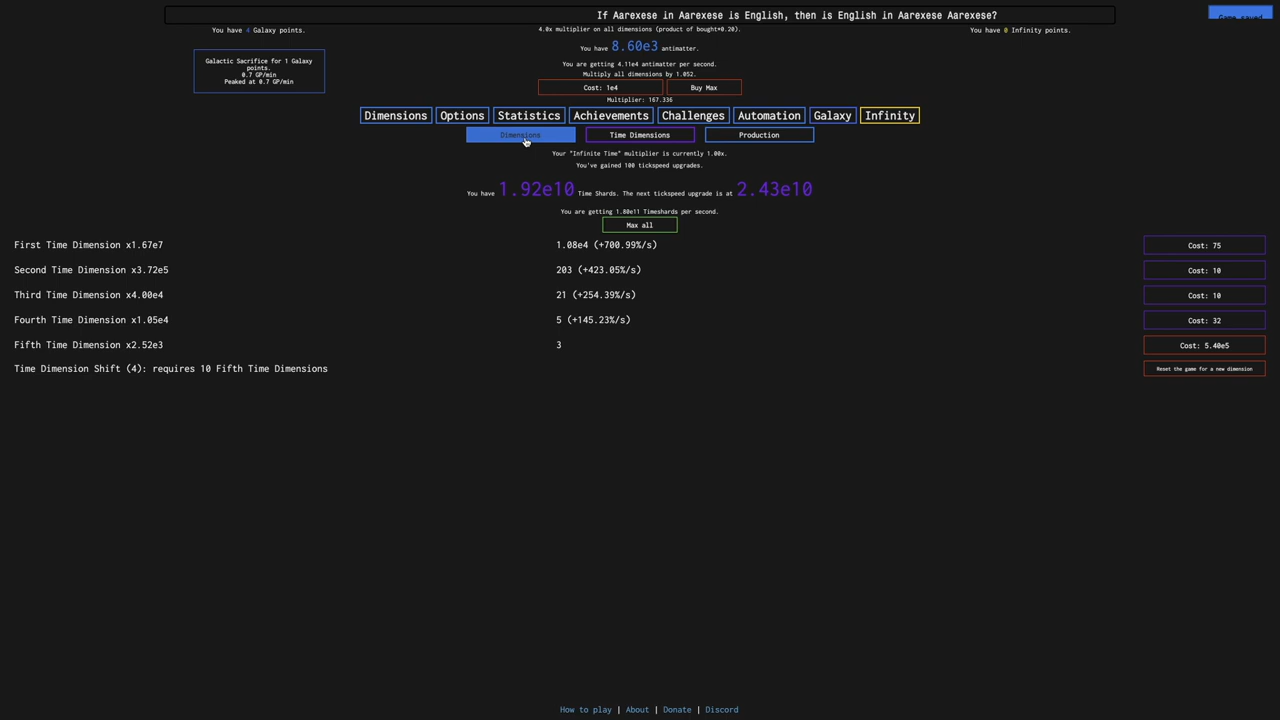 If Aarexese in Aarexese is English, then is English in Aarexese Aarexese?
Game saved
You have 4 Galaxy points.
4.0x multiplier on all dimensions (product of bought*0.20).
You have 0 Infinity points.
You have 8.60e3 antimatter.
Galactic Sacrifice for 1 Galaxy
points.
0.7 GP/min
Peaked at 0.7 GP/min
You are getting 4.11e4 antimatter per second.
Multiply all dimensions by 1.052.
Cost: 1e4 Buy Max
Multiplier: 167.336
Dimensions Options Statistics Achievements Challenges Automation Galaxy Infinity
Dimensions Time Dimensions Production
Your "Infinite Time" multiplier is currently 1.00x.
You've gained 100 tickspeed upgrades.
You have 1.92e10 Time Shards. The next tickspeed upgrade is at 2.43e10
You are getting 1.80e11 Timeshards per second.
Max all
First Time Dimension x1.67e7 1.08e4 (+700.99%/s) Cost: 75
Second Time Dimension x3.72e5 203 (+423.05%/s) Cost: 10
Third Time Dimension x4.00e4 21 (+254.39%/s) Cost: 10
Fourth Time Dimension x1.05e4 5 (+145.23%/s) Cost: 32
Fifth Time Dimension x2.52e3 3 Cost: 5.40e5
Time Dimension Shift (4): requires 10 Fifth Time Dimensions Reset the game for a new dimension
How to play | About | Donate | Discord